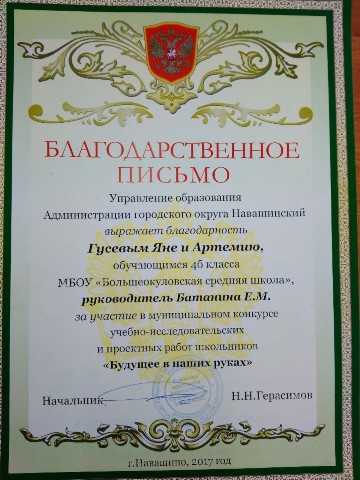 БЛАГОДАРСТВЕННОЕ
ПИСЬМО
Управление образования
Администрации городского округа Навашинский
выражает благодарность
Гусевым Яне и Артемию,
обучающимся 4б класса
МБОУ «Большеокуловская средняя школа»,
руководитель Батанина Е.М.
за участие в муниципальном конкурсе
учебно-исследовательских
и проектных работ школьников
«Будущее в наших руках»
Начальник Н.Н.Герасимов
г.Навашино, 2017 год